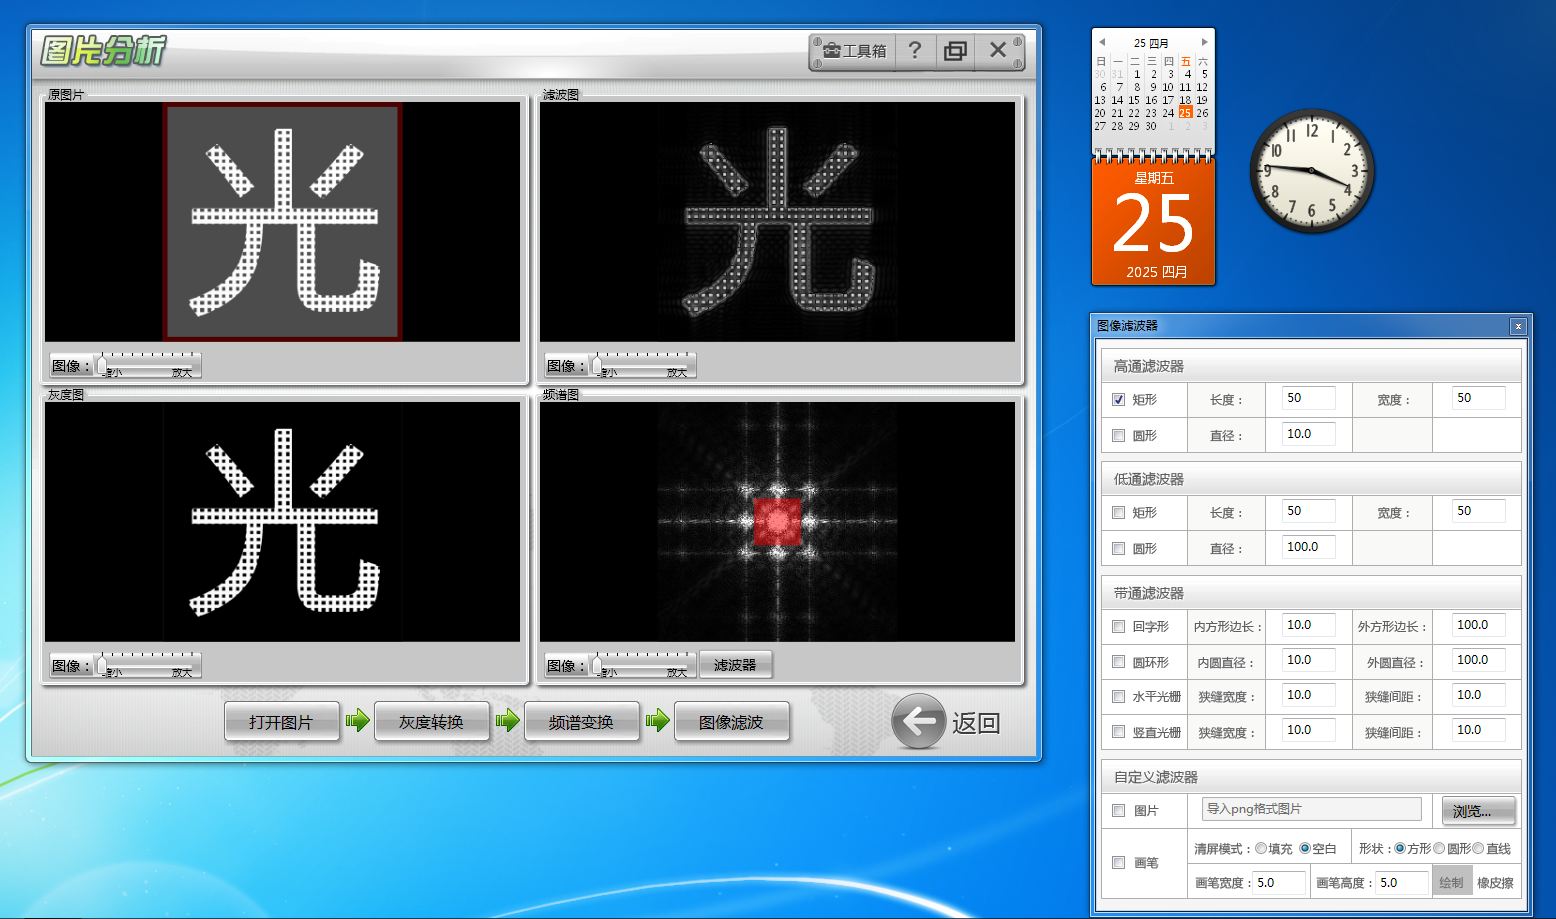 图片分析
工具箱 ?
原图片
光
图像：
缩小 放大
滤波图
光
图像：
缩小 放大
灰度图
光
图像：
缩小 放大
频谱图
图像：
缩小 放大
滤波器
打开图片
灰度转换
频谱变换
图像滤波
返回
25 四月
日 一 二 三 四 五 六
30 31 1 2 3 4 5
6 7 8 9 10 11 12
13 14 15 16 17 18 19
20 21 22 23 24 25 26
27 28 29 30 1 2 3
星期五
25
2025 四月
12 1 2 3 4 5 6 7 8 9 10 11
图像滤波器
x
高通滤波器
矩形 长度： 50 宽度： 50
圆形 直径： 10.0
低通滤波器
矩形 长度： 50 宽度： 50
圆形 直径： 100.0
带通滤波器
回字形 内方形边长： 10.0 外方形边长： 100.0
圆环形 内圆直径： 10.0 外圆直径： 100.0
水平光栅 狭缝宽度： 10.0 狭缝间距： 10.0
竖直光栅 狭缝宽度： 10.0 狭缝间距： 10.0
自定义滤波器
图片 导入png格式图片 浏览...
画笔
清屏模式： 填充 空白 形状： 方形 圆形 直线
画笔宽度： 5.0 画笔高度： 5.0 绘制 橡皮擦